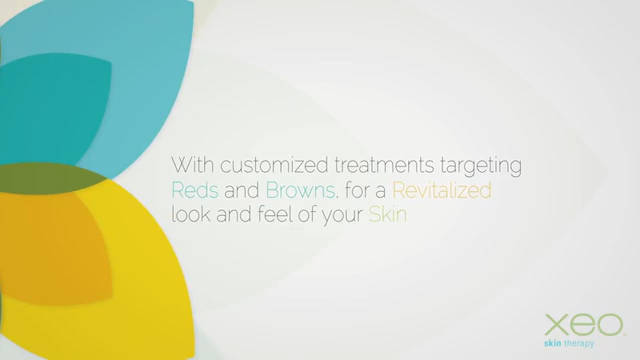 With customized treatments targeting
Reds and Browns, for a Revitalized
look and feel of your Skin
xeo
skin therapy